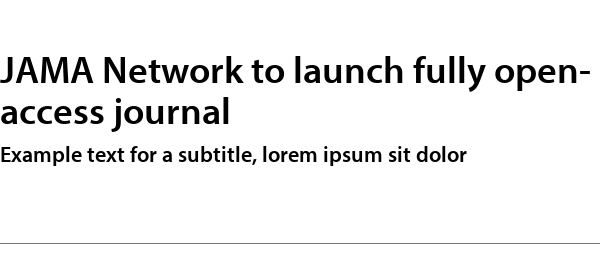 JAMA Network to launch fully open-
access journal
Example text for a subtitle, lorem ipsum sit dolor